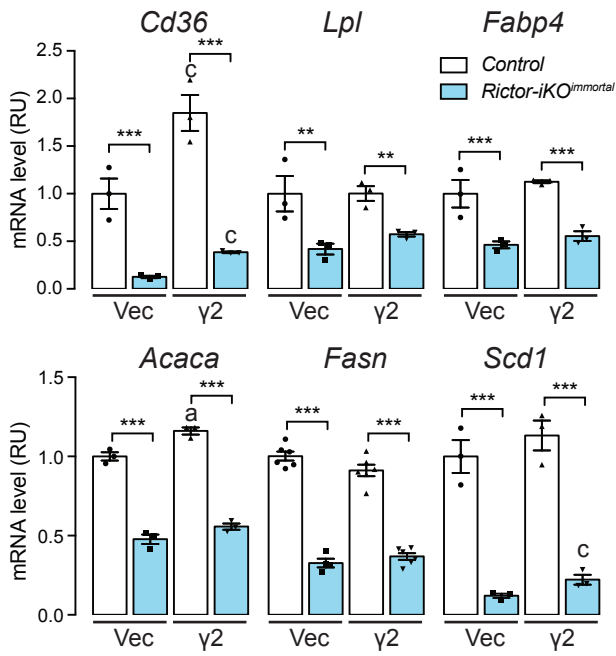 Cd36 Lpl Fabp4
mRNA level (RU)
2.5
2.0
1.5
1.0
0.5
0.0
*** *** c c
** **
*** ***
Control
Rictor-iKO^immortal
Vec γ2 Vec γ2 Vec γ2
Acaca Fasn Scd1
mRNA level (RU)
1.5
1.0
0.5
0.0
*** *** a
*** ***
*** *** c
Vec γ2 Vec γ2 Vec γ2